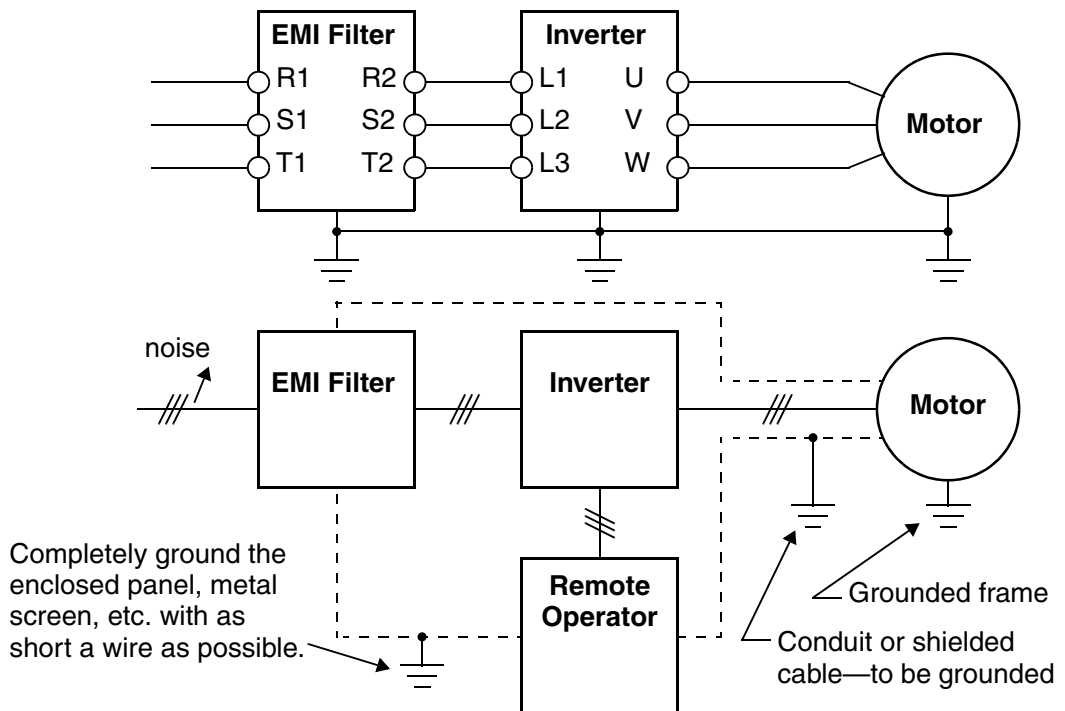 EMI Filter
Inverter
R1 R2 L1 U
S1 S2 L2 V
T1 T2 L3 W
Motor
noise
EMI Filter
Inverter
Motor
Completely ground the
enclosed panel, metal
screen, etc. with as
short a wire as possible.
Remote
Operator
Grounded frame
Conduit or shielded
cable—to be grounded